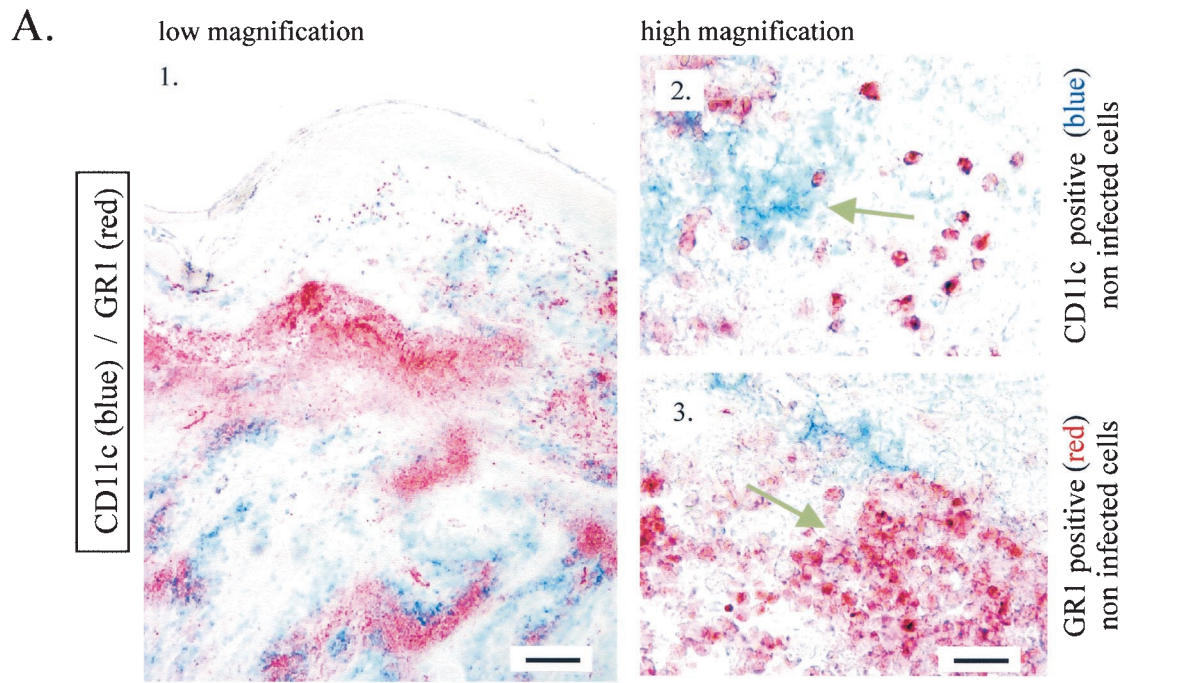 A.
low magnification
high magnification
1.
2.
3.
CD11c (blue) / GR1 (red)
CD11c positive (blue)
non infected cells
GR1 positive (red)
non infected cells